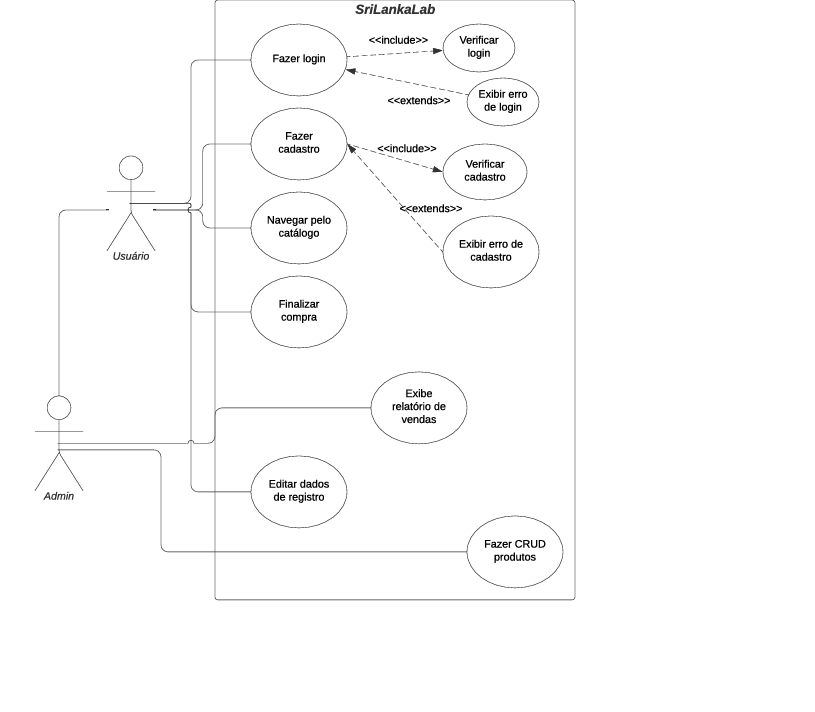 SriLankaLab
Fazer login
<<include>>
Verificar
login
<<extends>>
Exibir erro
de login
Fazer
cadastro
<<include>>
Verificar
cadastro
<<extends>>
Exibir erro de
cadastro
Navegar pelo
catálogo
Usuário
Finalizar
compra
Exibe
relatório de
vendas
Admin
Editar dados
de registro
Fazer CRUD
produtos